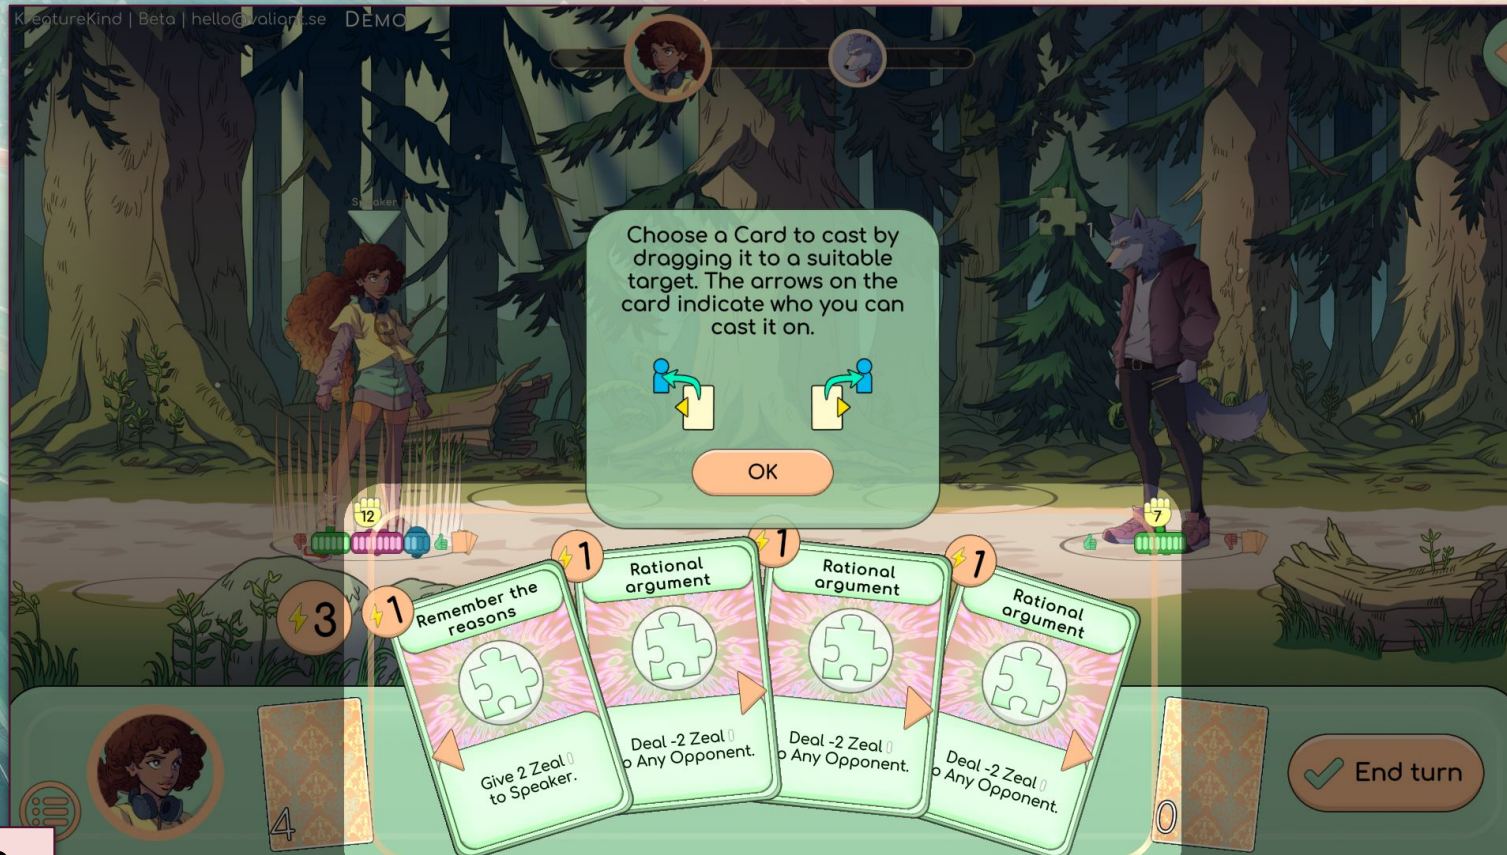 KreatureKind | Beta | hello@valiant.se DEMO
Speaker
1
Choose a Card to cast by
dragging it to a suitable
target. The arrows on the
card indicate who you can
cast it on.
OK
12
7
3
1
Remember the
reasons
Give 2 Zeal
to Speaker.
1
Rational
argument
Deal -2 Zeal
o Any Opponent.
1
Rational
argument
Deal -2 Zeal
o Any Opponent.
1
Rational
argument
Deal -2 Zeal
o Any Opponent.
4
0
End turn